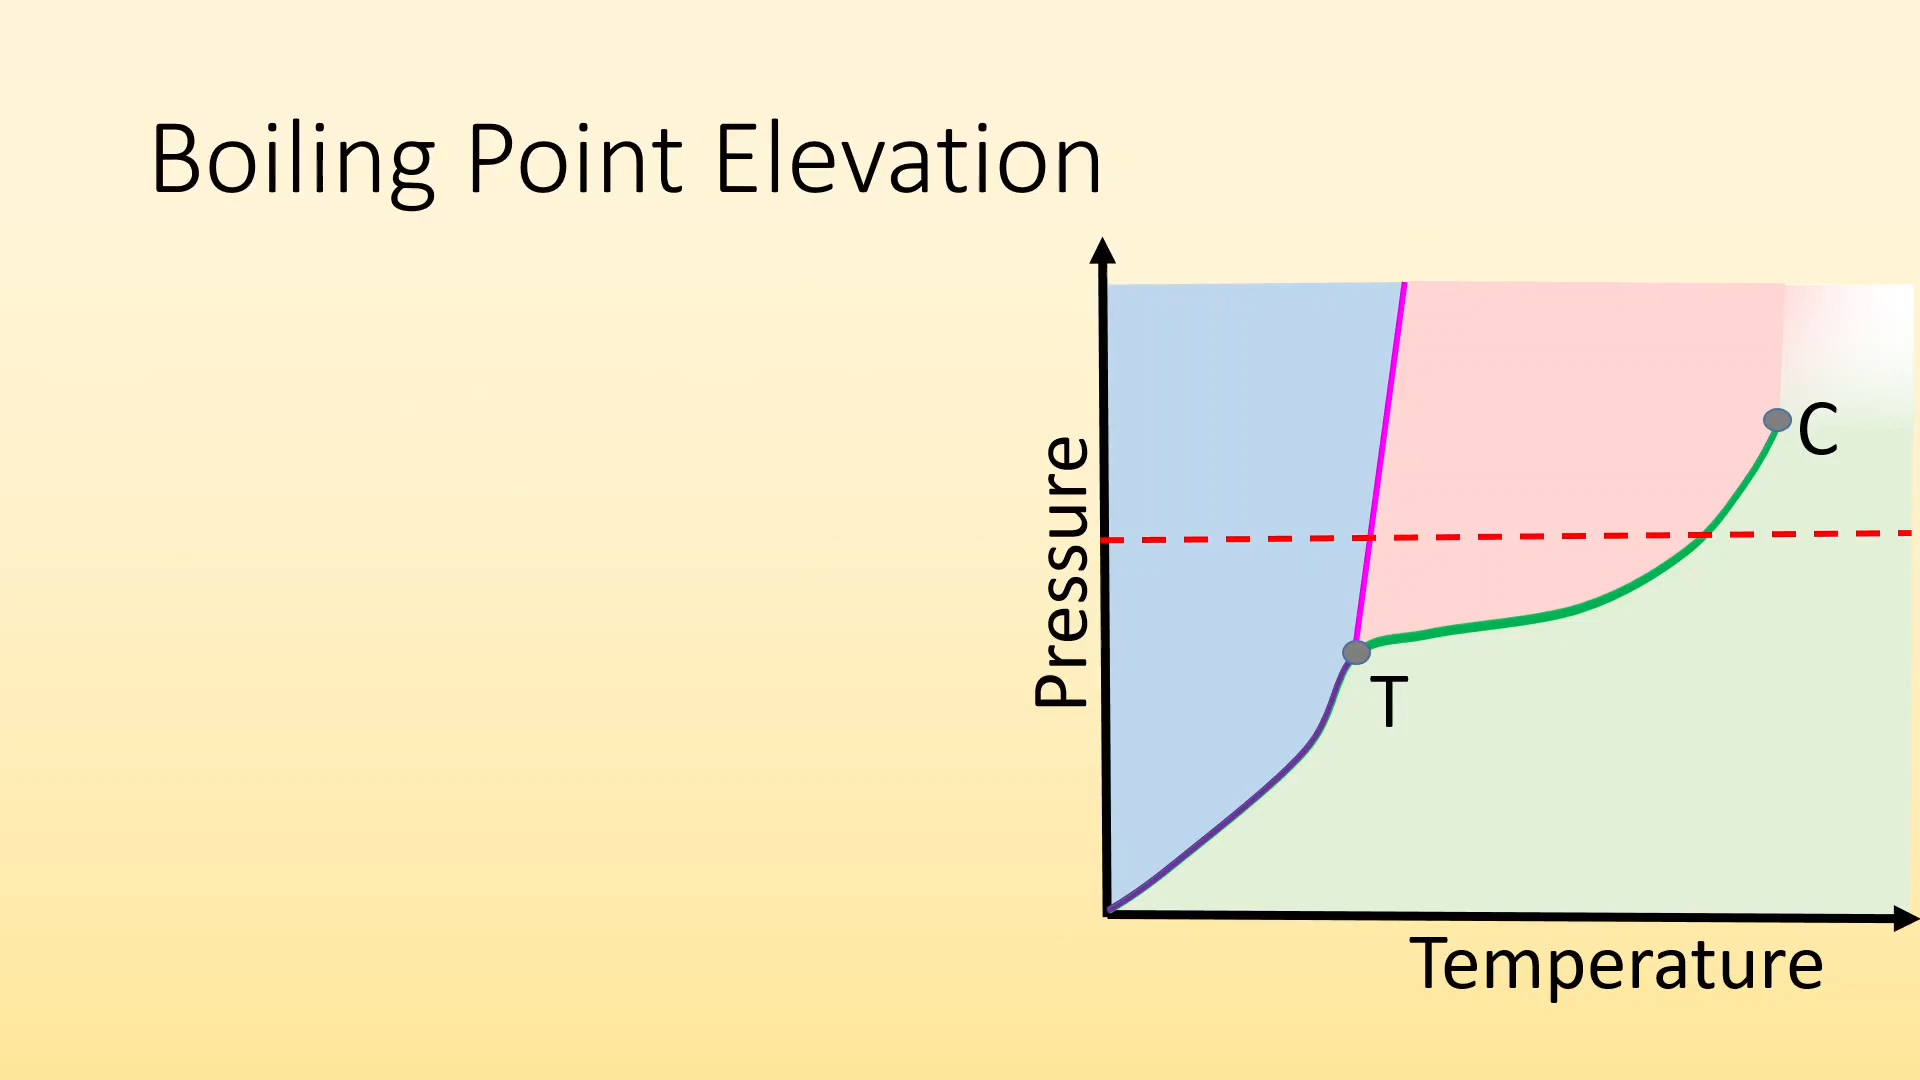 Boiling Point Elevation
C
Pressure
T
Temperature